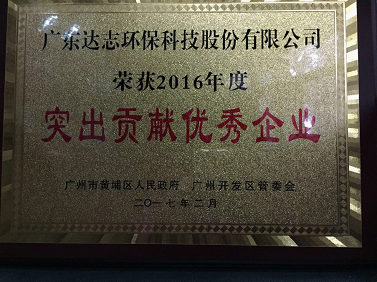 广东达志环保科技股份有限公司
荣获2016年度
突出贡献优秀企业
广州市黄埔区人民政府 广州开发区管委会
二〇一七年二月